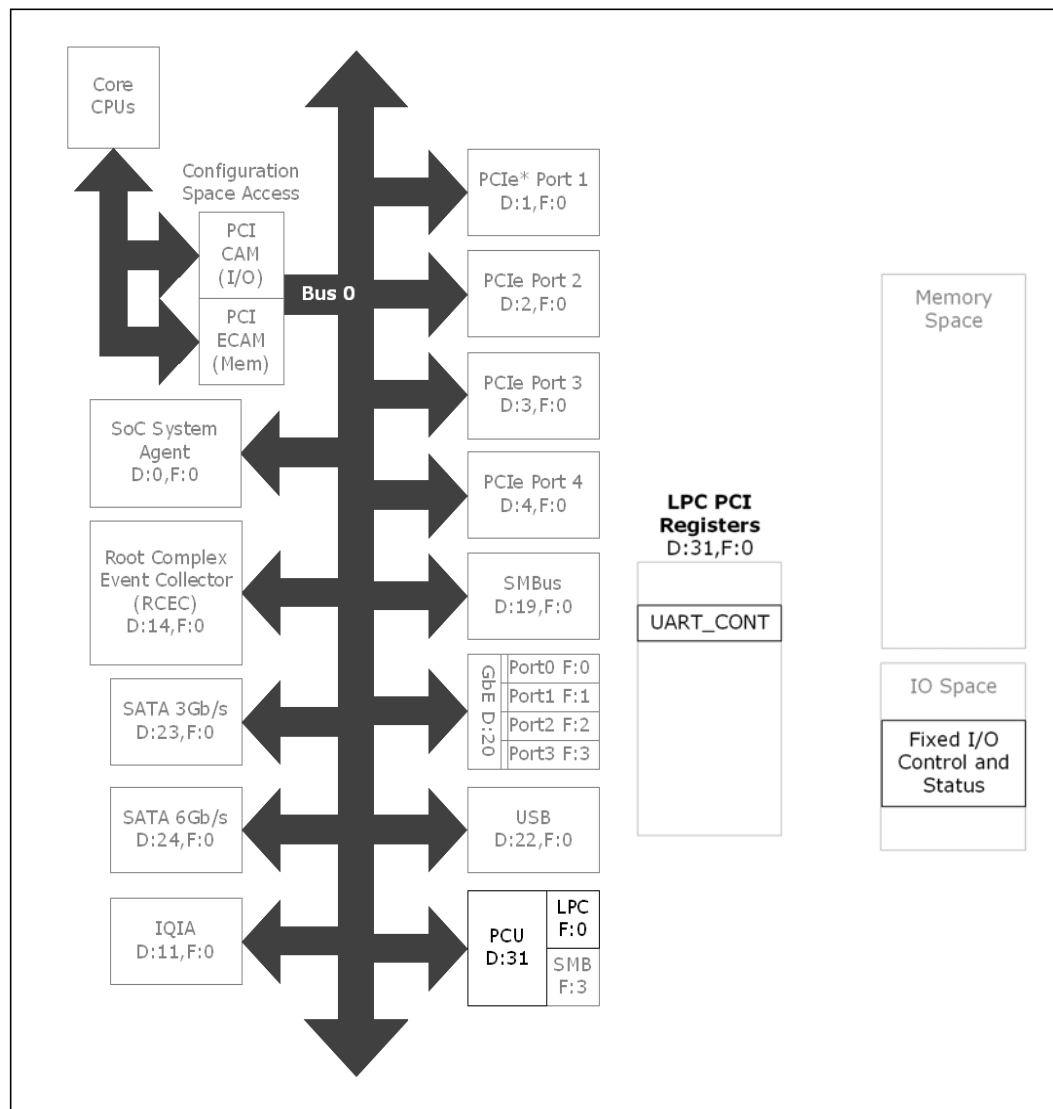 Core
CPUs
Configuration
Space Access
PCI
CAM
(I/O)
PCI
ECAM
(Mem)
Bus 0
SoC System
Agent
D:0,F:0
Root Complex
Event Collector
(RCEC)
D:14,F:0
SATA 3Gb/s
D:23,F:0
SATA 6Gb/s
D:24,F:0
IQIA
D:11,F:0
PCIe* Port 1
D:1,F:0
PCIe Port 2
D:2,F:0
PCIe Port 3
D:3,F:0
PCIe Port 4
D:4,F:0
SMBus
D:19,F:0
GbE D:20
Port0 F:0
Port1 F:1
Port2 F:2
Port3 F:3
USB
D:22,F:0
PCU
D:31
LPC
F:0
SMB
F:3
LPC PCI
Registers
D:31,F:0
UART_CONT
Memory
Space
IO Space
Fixed I/O
Control and
Status